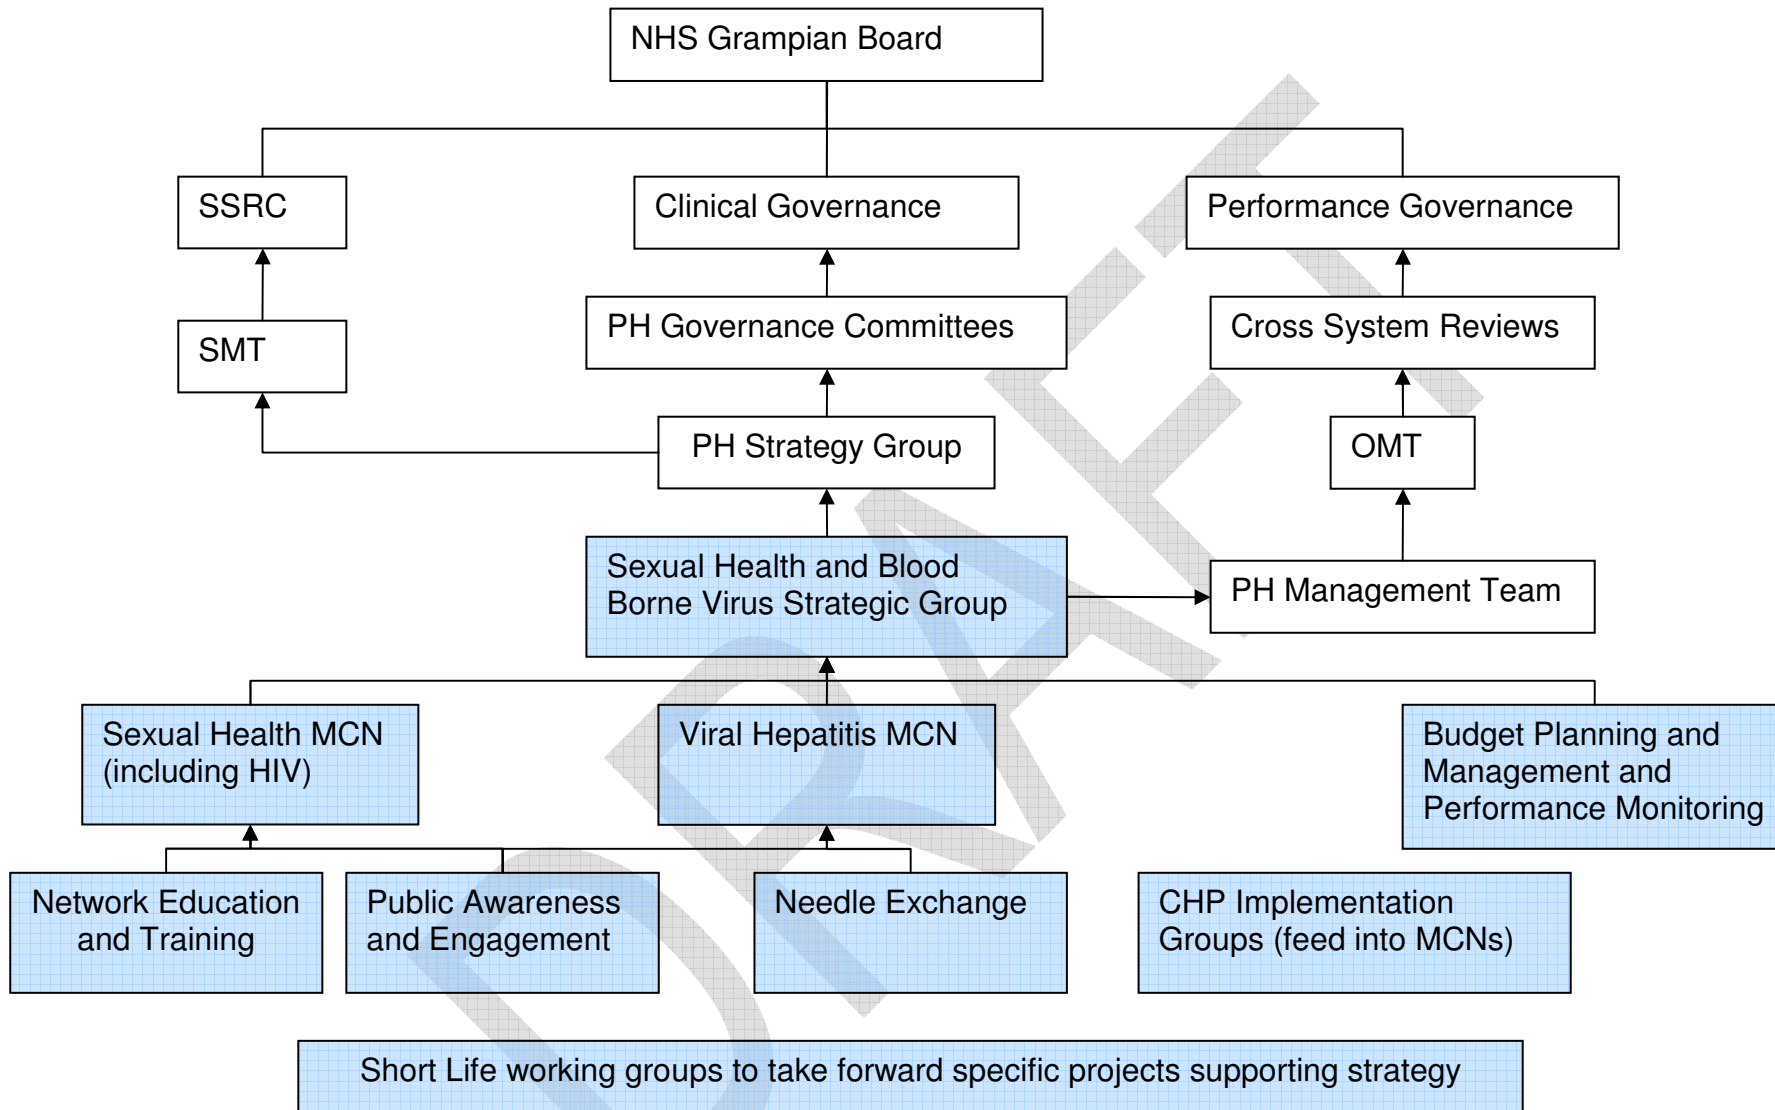 NHS Grampian Board
SSRC
Clinical Governance
Performance Governance
SMT
PH Governance Committees
Cross System Reviews
PH Strategy Group
OMT
Sexual Health and Blood
Borne Virus Strategic Group
PH Management Team
Sexual Health MCN
(including HIV)
Viral Hepatitis MCN
Budget Planning and
Management and
Performance Monitoring
Network Education
and Training
Public Awareness
and Engagement
Needle Exchange
CHP Implementation
Groups (feed into MCNs)
Short Life working groups to take forward specific projects supporting strategy
DRAFT